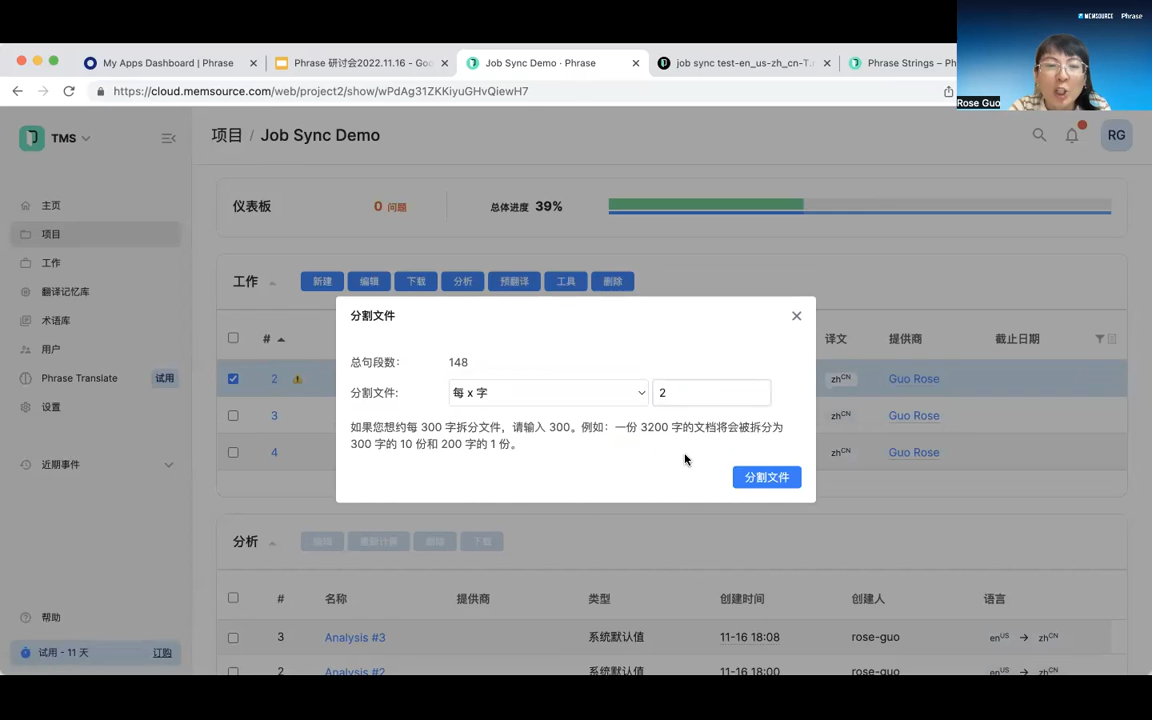 MEMSOURCE Phrase
Rose Guo
My Apps Dashboard | Phrase
Phrase 研讨会2022.11.16 - Goo
Job Sync Demo · Phrase
job sync test-en_us-zh_cn-T.
Phrase Strings – Ph
https://cloud.memsource.com/web/project2/show/wPdAg31ZKKiyuGHvQiewH7
TMS
项目 / Job Sync Demo
RG
主页
项目
工作
翻译记忆库
术语库
用户
Phrase Translate 试用
设置
近期事件
帮助
试用 - 11 天 订购
仪表板 0 问题 总体进度 39%
工作 新建 编辑 下载 分析 预翻译 工具 删除
# 译文 提供商 截止日期
2 zhCN Guo Rose
3 Guo Rose
4 Guo Rose
分割文件
总句段数: 148
分割文件: 每 x 字 2
如果您想约每 300 字拆分文件，请输入 300。例如：一份 3200 字的文档将会被拆分为
300 字的 10 份和 200 字的 1 份。
分割文件
分析 编辑 重新计算 删除 下载
# 名称 提供商 类型 创建时间 创建人 语言
3 Analysis #3 系统默认值 11-16 18:08 rose-guo enUS → zhCN
2 Analysis #2 系统默认值 11-16 18:00 rose-guo enUS → zhCN